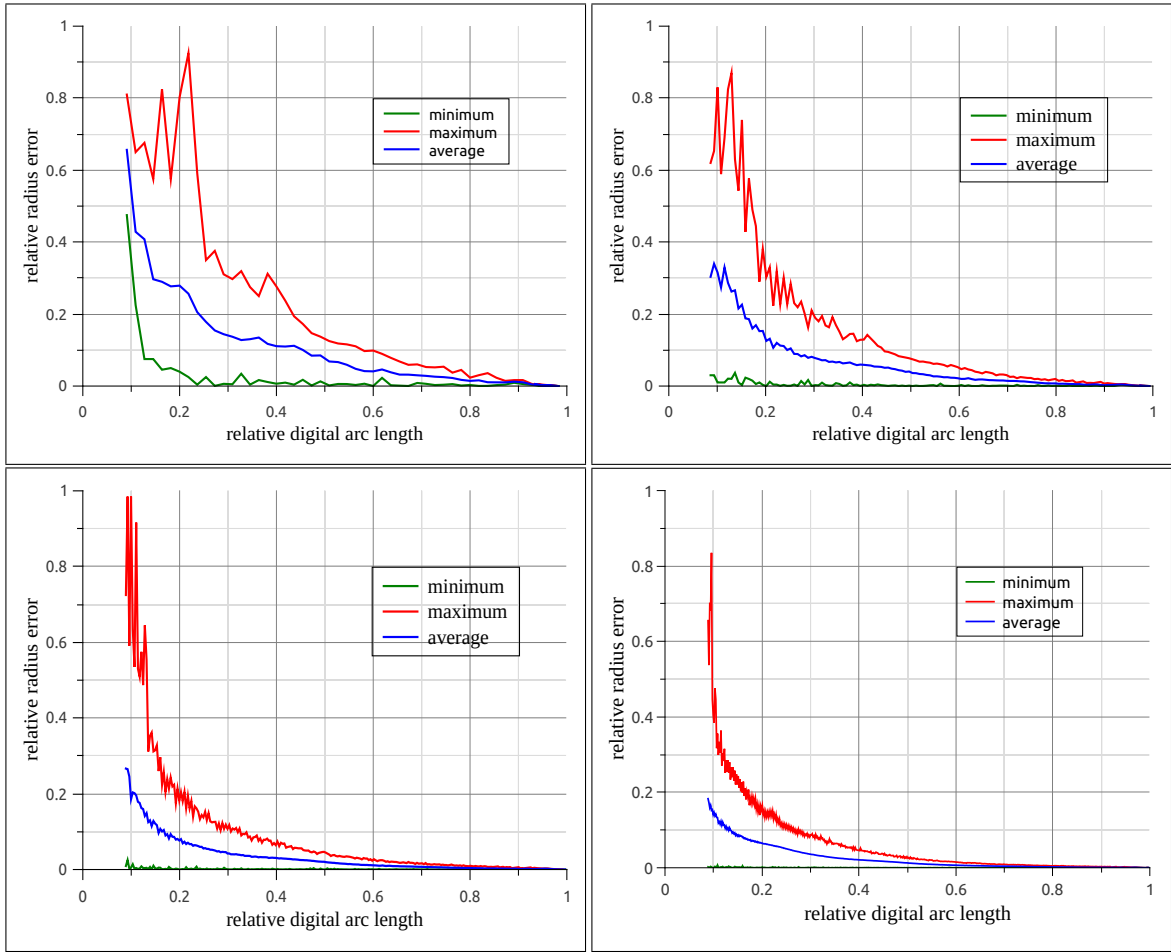 1
0.8
0.6
0.4
0.2
0
0 0.2 0.4 0.6 0.8 1
relative radius error
relative digital arc length
minimum
maximum
average
1
0.8
0.6
0.4
0.2
0
0 0.2 0.4 0.6 0.8 1
relative radius error
relative digital arc length
minimum
maximum
average
1
0.8
0.6
0.4
0.2
0
0 0.2 0.4 0.6 0.8 1
relative radius error
relative digital arc length
minimum
maximum
average
1
0.8
0.6
0.4
0.2
0
0 0.2 0.4 0.6 0.8 1
relative radius error
relative digital arc length
minimum
maximum
average